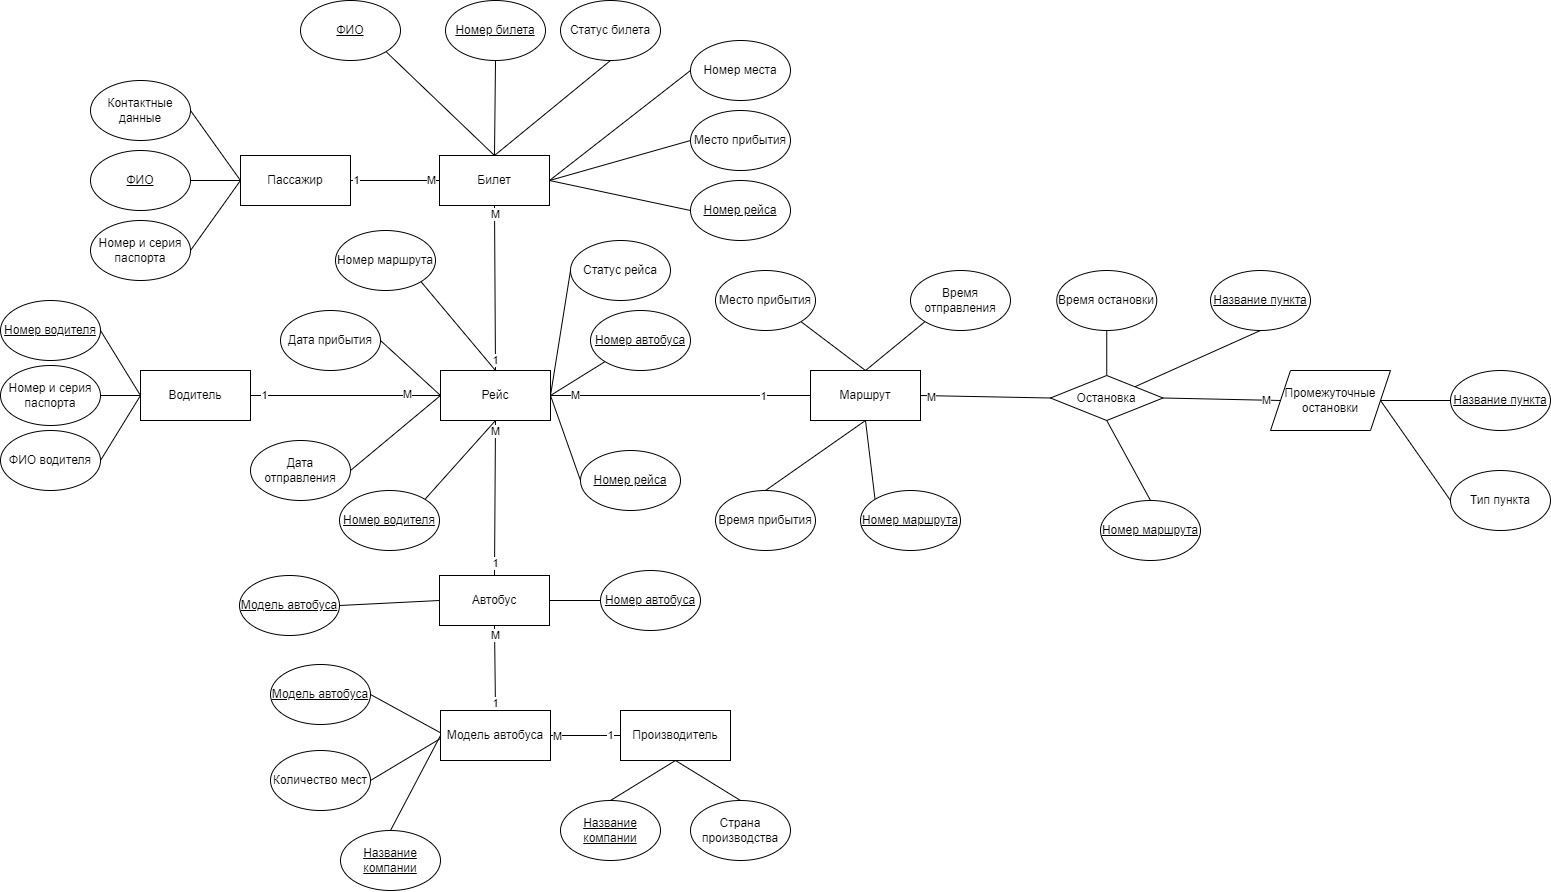 ФИО
Номер билета
Статус билета
Номер места
Контактные
данные
Место прибытия
ФИО
Пассажир
1
М
Билет
Номер рейса
М
Номер и серия
паспорта
Номер маршрута
Статус рейса
Место прибытия
Время
отправления
Время остановки
Название пункта
Номер водителя
Дата прибытия
Номер автобуса
1
Номер и серия
паспорта
Водитель
1
М
Рейс
М
1
Маршрут
М
Остановка
М
Промежуточные
остановки
Название пункта
М
ФИО водителя
Дата
отправления
Номер рейса
Тип пункта
Номер водителя
Время прибытия
Номер маршрута
Номер маршрута
1
Модель автобуса
Автобус
Номер автобуса
М
Модель автобуса
1
Модель автобуса
М
1
Производитель
Количество мест
Название
компании
Страна
производства
Название
компании